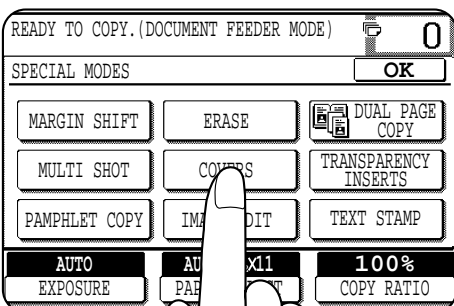 READY TO COPY.(DOCUMENT FEEDER MODE)
0
SPECIAL MODES
OK
MARGIN SHIFT
ERASE
DUAL PAGE
COPY
MULTI SHOT
COVERS
TRANSPARENCY
INSERTS
PAMPHLET COPY
TEXT STAMP
AUTO
100%
EXPOSURE
COPY RATIO